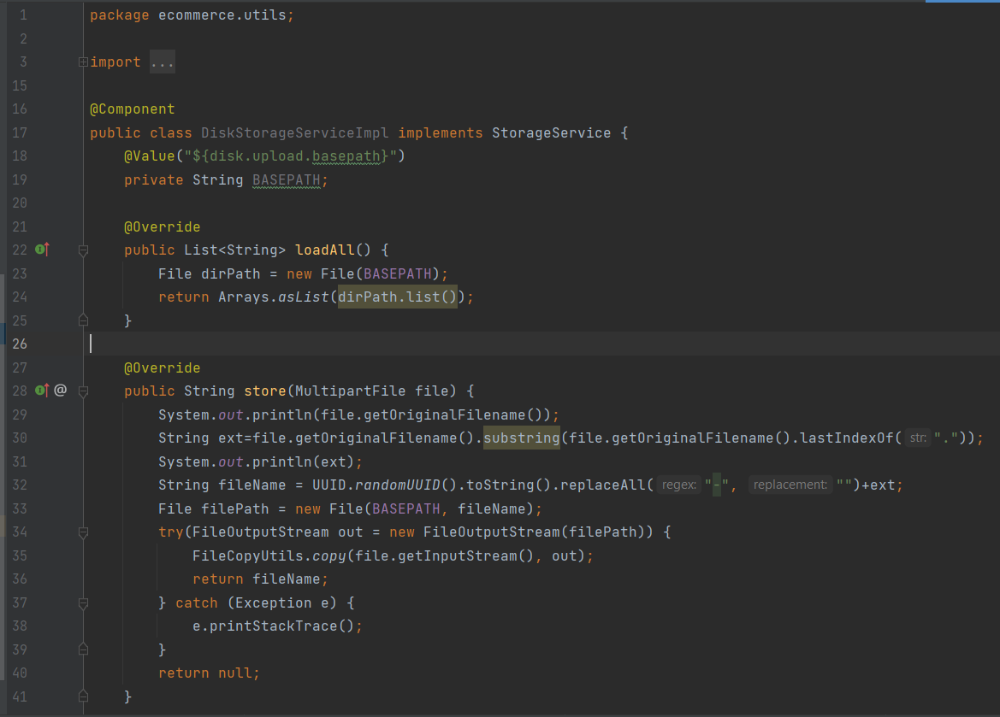 1 package ecommerce.utils;
2
3 import ...
15
16 @Component
17 public class DiskStorageServiceImpl implements StorageService {
18 @Value("${disk.upload.basepath}")
19 private String BASEPATH;
20
21 @Override
22 public List<String> loadAll() {
23 File dirPath = new File(BASEPATH);
24 return Arrays.asList(dirPath.list());
25 }
26
27 @Override
28 @ public String store(MultipartFile file) {
29 System.out.println(file.getOriginalFilename());
30 String ext=file.getOriginalFilename().substring(file.getOriginalFilename().lastIndexOf( str: "."));
31 System.out.println(ext);
32 String fileName = UUID.randomUUID().toString().replaceAll( regex: "-", replacement: "")+ext;
33 File filePath = new File(BASEPATH, fileName);
34 try(FileOutputStream out = new FileOutputStream(filePath)) {
35 FileCopyUtils.copy(file.getInputStream(), out);
36 return fileName;
37 } catch (Exception e) {
38 e.printStackTrace();
39 }
40 return null;
41 }